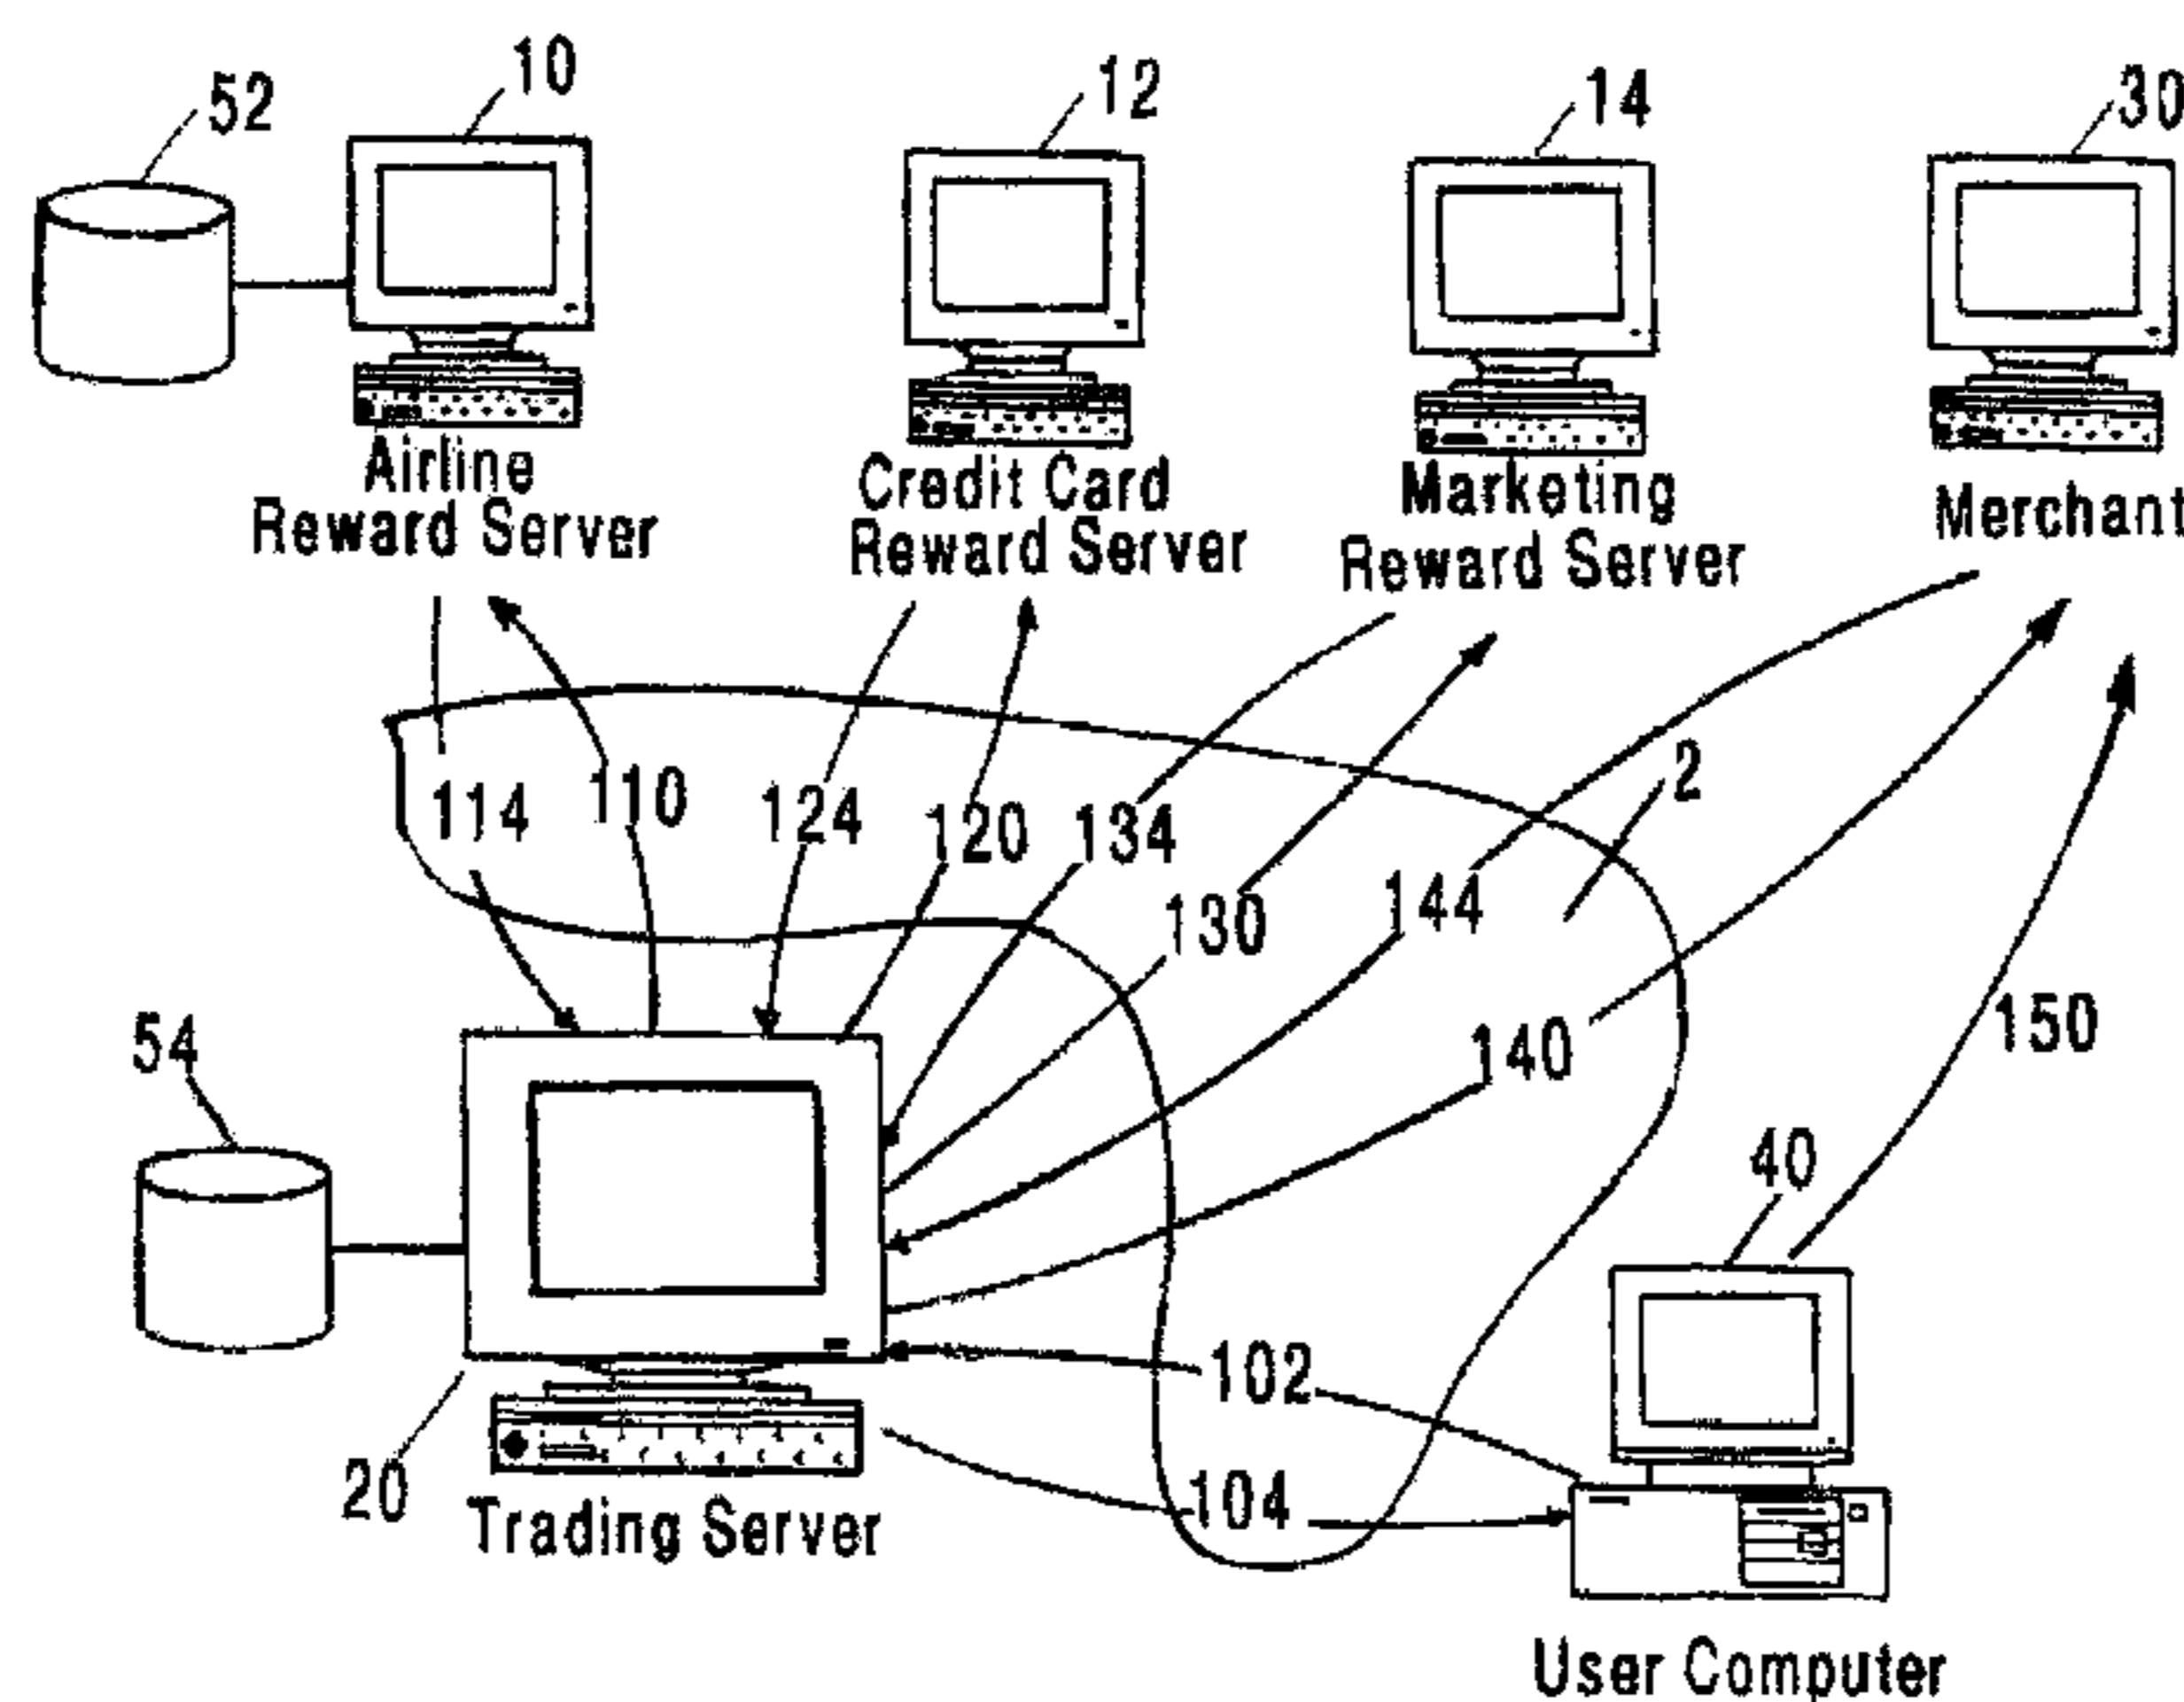 52
10
12
14
30
Airline
Reward Server
Credit Card
Reward Server
Marketing
Reward Server
Merchant
114
110
124
120
134
130
144
2
140
150
54
40
102
104
20
Trading Server
User Computer